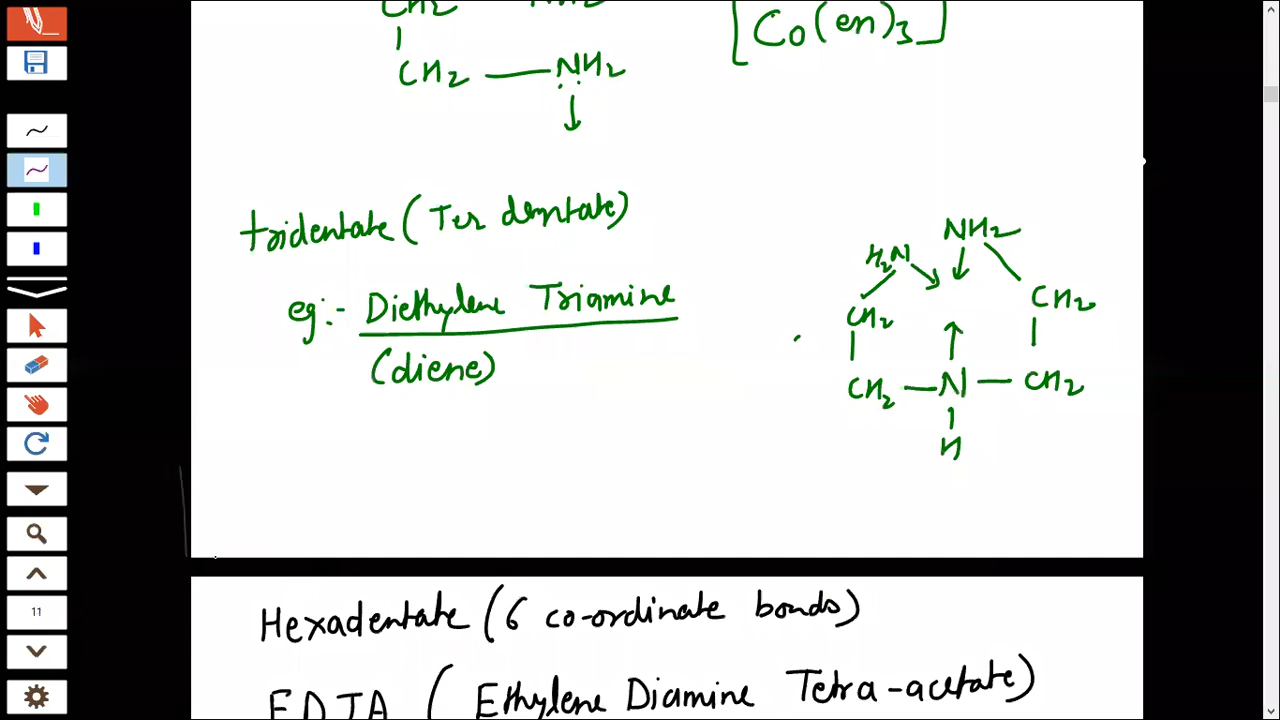 CH2 NH2
CH2 — NH2
[Co(en)3]
tridentate (Ter dentate)
eg:- Diethylene Triamine
(diene)
H2N NH2
CH2 CH2
CH2 — N — CH2
H
11
Hexadentate (6 co-ordinate bonds)
EDTA (Ethylene Diamine Tetra-acetate)